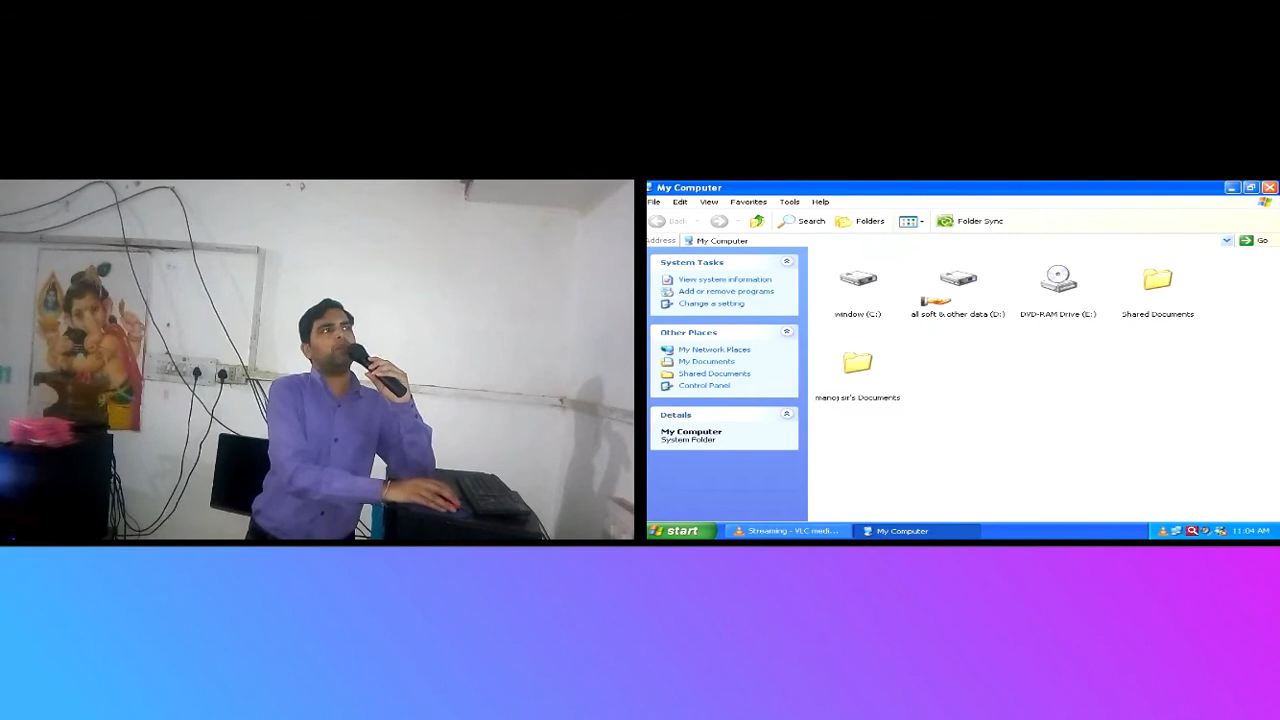 My Computer
File Edit View Favorites Tools Help
Back Search Folders Folder Sync
Address My Computer Go
System Tasks
View system information
Add or remove programs
Change a setting
Other Places
My Network Places
My Documents
Shared Documents
Control Panel
Details
My Computer
System Folder
window (C:) all soft & other data (D:) DVD-RAM Drive (E:) Shared Documents
manoj sir's Documents
start Streaming - VLC medi... My Computer 11:04 AM